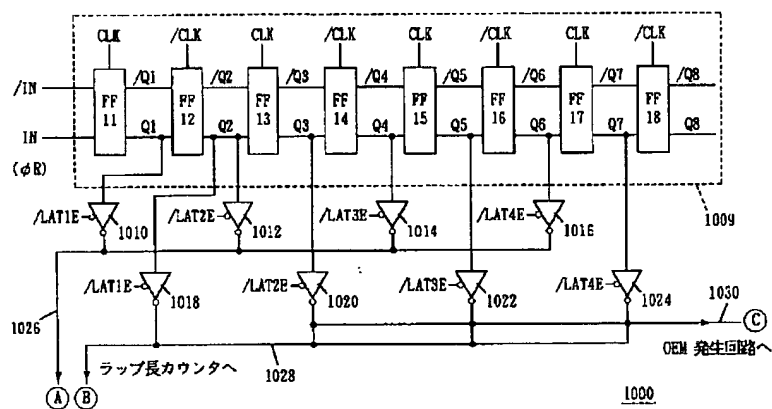 CLK /CLK CLK /CLK CLK /CLK CLK /CLK
/IN /Q1 /Q2 /Q3 /Q4 /Q5 /Q6 /Q7 /Q8
FF 11 FF 12 FF 13 FF 14 FF 15 FF 16 FF 17 FF 18
IN Q1 Q2 Q3 Q4 Q5 Q6 Q7 Q8
(φR)
1009
/LAT1E 1010 /LAT2E 1012 /LAT3E 1014 /LAT4E 1016
/LAT1E 1018 /LAT2E 1020 /LAT3E 1022 /LAT4E 1024
1026
1030 C
OEM 発生回路へ
ラップ長カウンタへ 1028
A B
1000